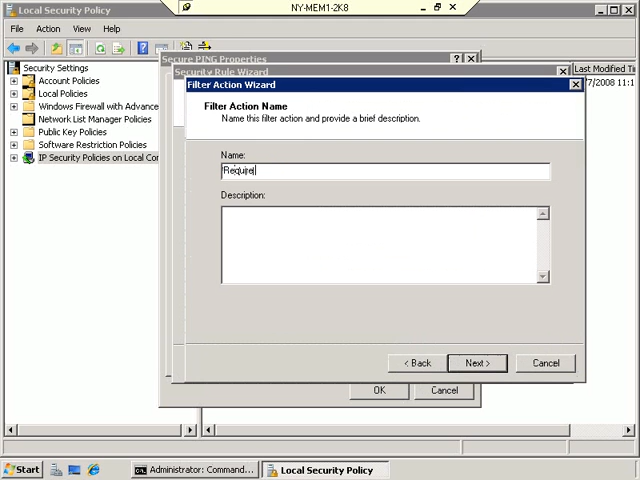 Local Security Policy
NY-MEM1-2K8
File Action View Help
Secure PING Properties
Security Rule Wizard
Filter Action Wizard
Filter Action Name
Name this filter action and provide a brief description.
Name:
Require
Description:
< Back
Next >
Cancel
OK
Cancel
Security Settings
Account Policies
Local Policies
Windows Firewall with Advance
Network List Manager Policies
Public Key Policies
Software Restriction Policies
IP Security Policies on Local Cor
Last Modified Ti
7/2008 11:1
Start
Administrator: Command...
Local Security Policy